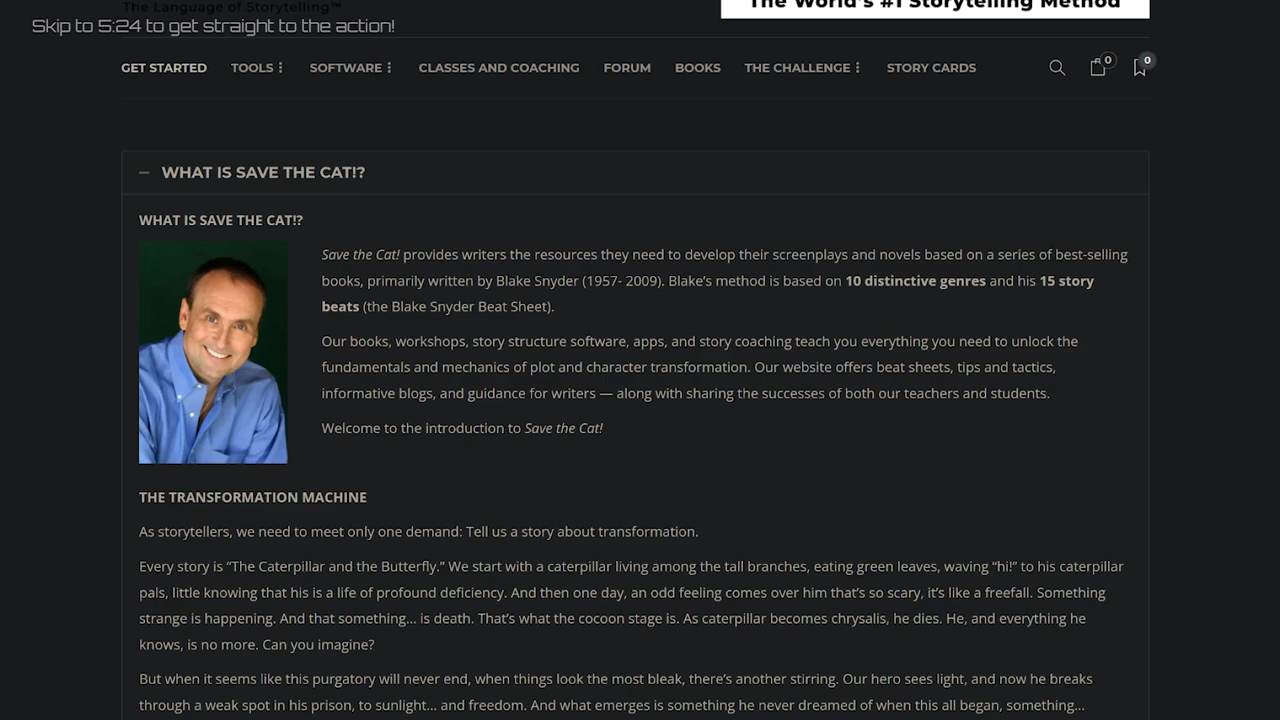 The Language of Storytelling™
The World's #1 Storytelling Method
Skip to 5:24 to get straight to the action!
GET STARTED TOOLS SOFTWARE CLASSES AND COACHING FORUM BOOKS THE CHALLENGE STORY CARDS 0 0
WHAT IS SAVE THE CAT!?
WHAT IS SAVE THE CAT!?
Save the Cat! provides writers the resources they need to develop their screenplays and novels based on a series of best-selling
books, primarily written by Blake Snyder (1957- 2009). Blake's method is based on 10 distinctive genres and his 15 story
beats (the Blake Snyder Beat Sheet).
Our books, workshops, story structure software, apps, and story coaching teach you everything you need to unlock the
fundamentals and mechanics of plot and character transformation. Our website offers beat sheets, tips and tactics,
informative blogs, and guidance for writers — along with sharing the successes of both our teachers and students.
Welcome to the introduction to Save the Cat!
THE TRANSFORMATION MACHINE
As storytellers, we need to meet only one demand: Tell us a story about transformation.
Every story is “The Caterpillar and the Butterfly.” We start with a caterpillar living among the tall branches, eating green leaves, waving “hi!” to his caterpillar
pals, little knowing that his is a life of profound deficiency. And then one day, an odd feeling comes over him that's so scary, it's like a freefall. Something
strange is happening. And that something… is death. That's what the cocoon stage is. As caterpillar becomes chrysalis, he dies. He, and everything he
knows, is no more. Can you imagine?
But when it seems like this purgatory will never end, when things look the most bleak, there's another stirring. Our hero sees light, and now he breaks
through a weak spot in his prison, to sunlight… and freedom. And what emerges is something he never dreamed of when this all began, something…